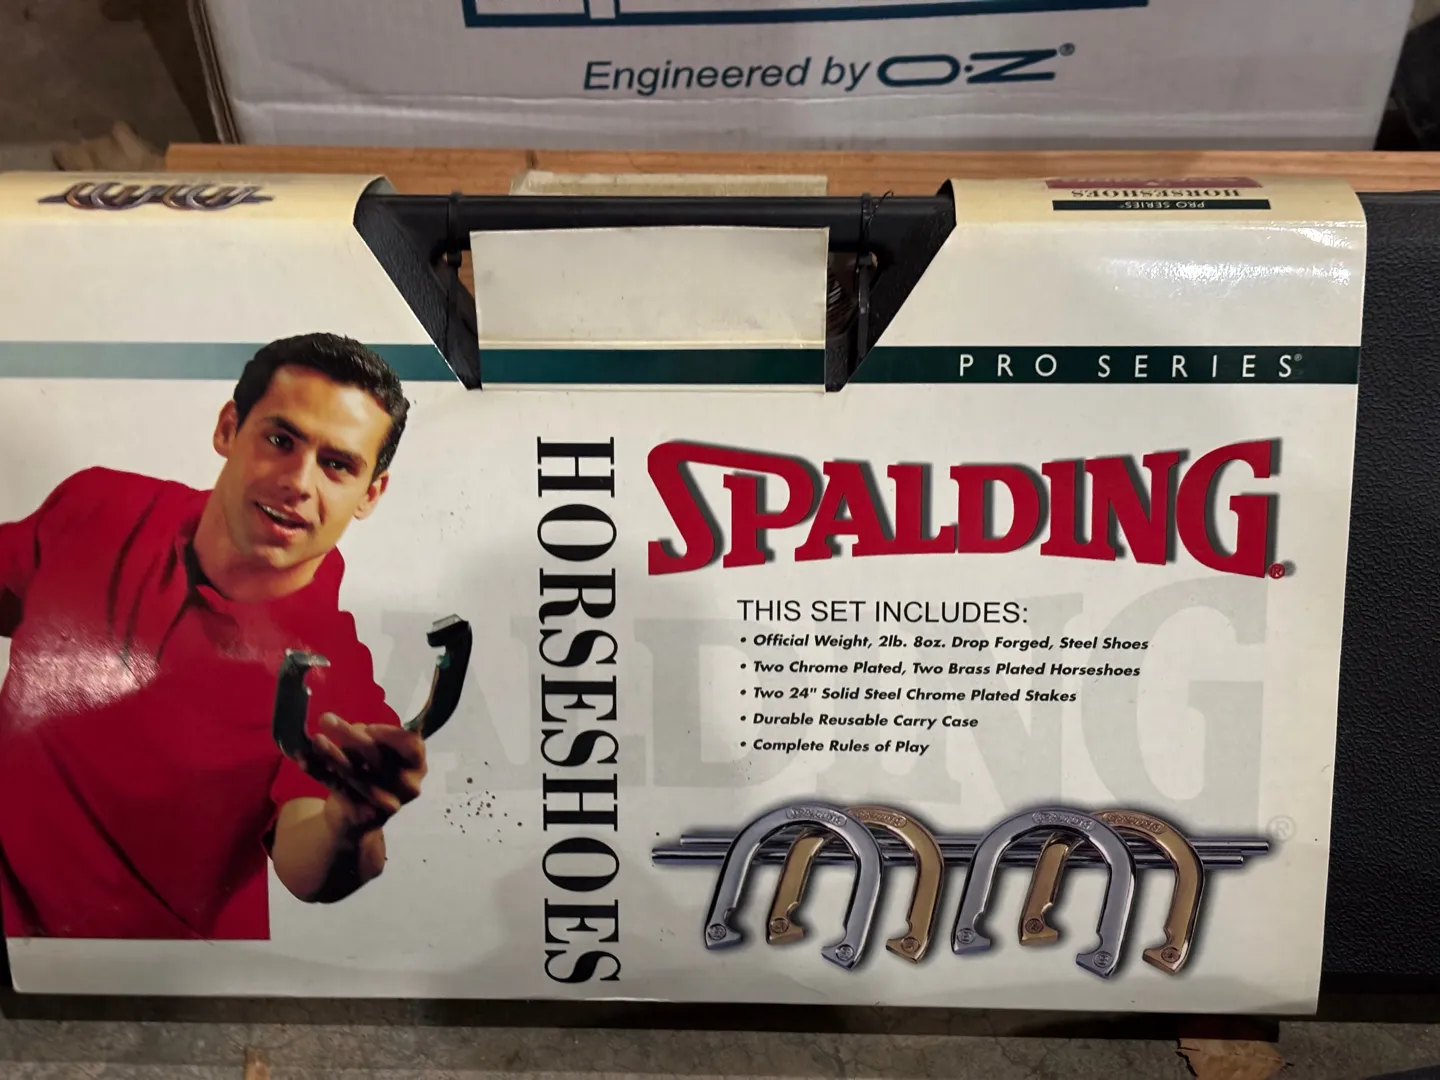 Engineered by O·N®
HORSESHOES
PRO SERIES®
PRO SERIES®
HORSESHOES
SPALDING®
THIS SET INCLUDES:
• Official Weight, 2lb. 8oz. Drop Forged, Steel Shoes
• Two Chrome Plated, Two Brass Plated Horseshoes
• Two 24" Solid Steel Chrome Plated Stakes
• Durable Reusable Carry Case
• Complete Rules of Play